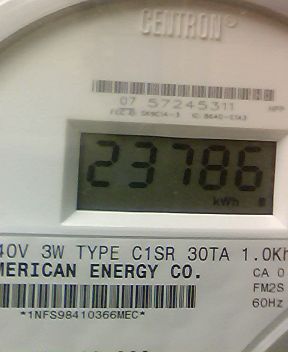 CENTRON®
07 57245311
23786
kWh
40V 3W TYPE C1SR 30TA 1.0Kh
MERICAN ENERGY CO.
CA 0
FM2S
60Hz
*1NFS98410366MEC*